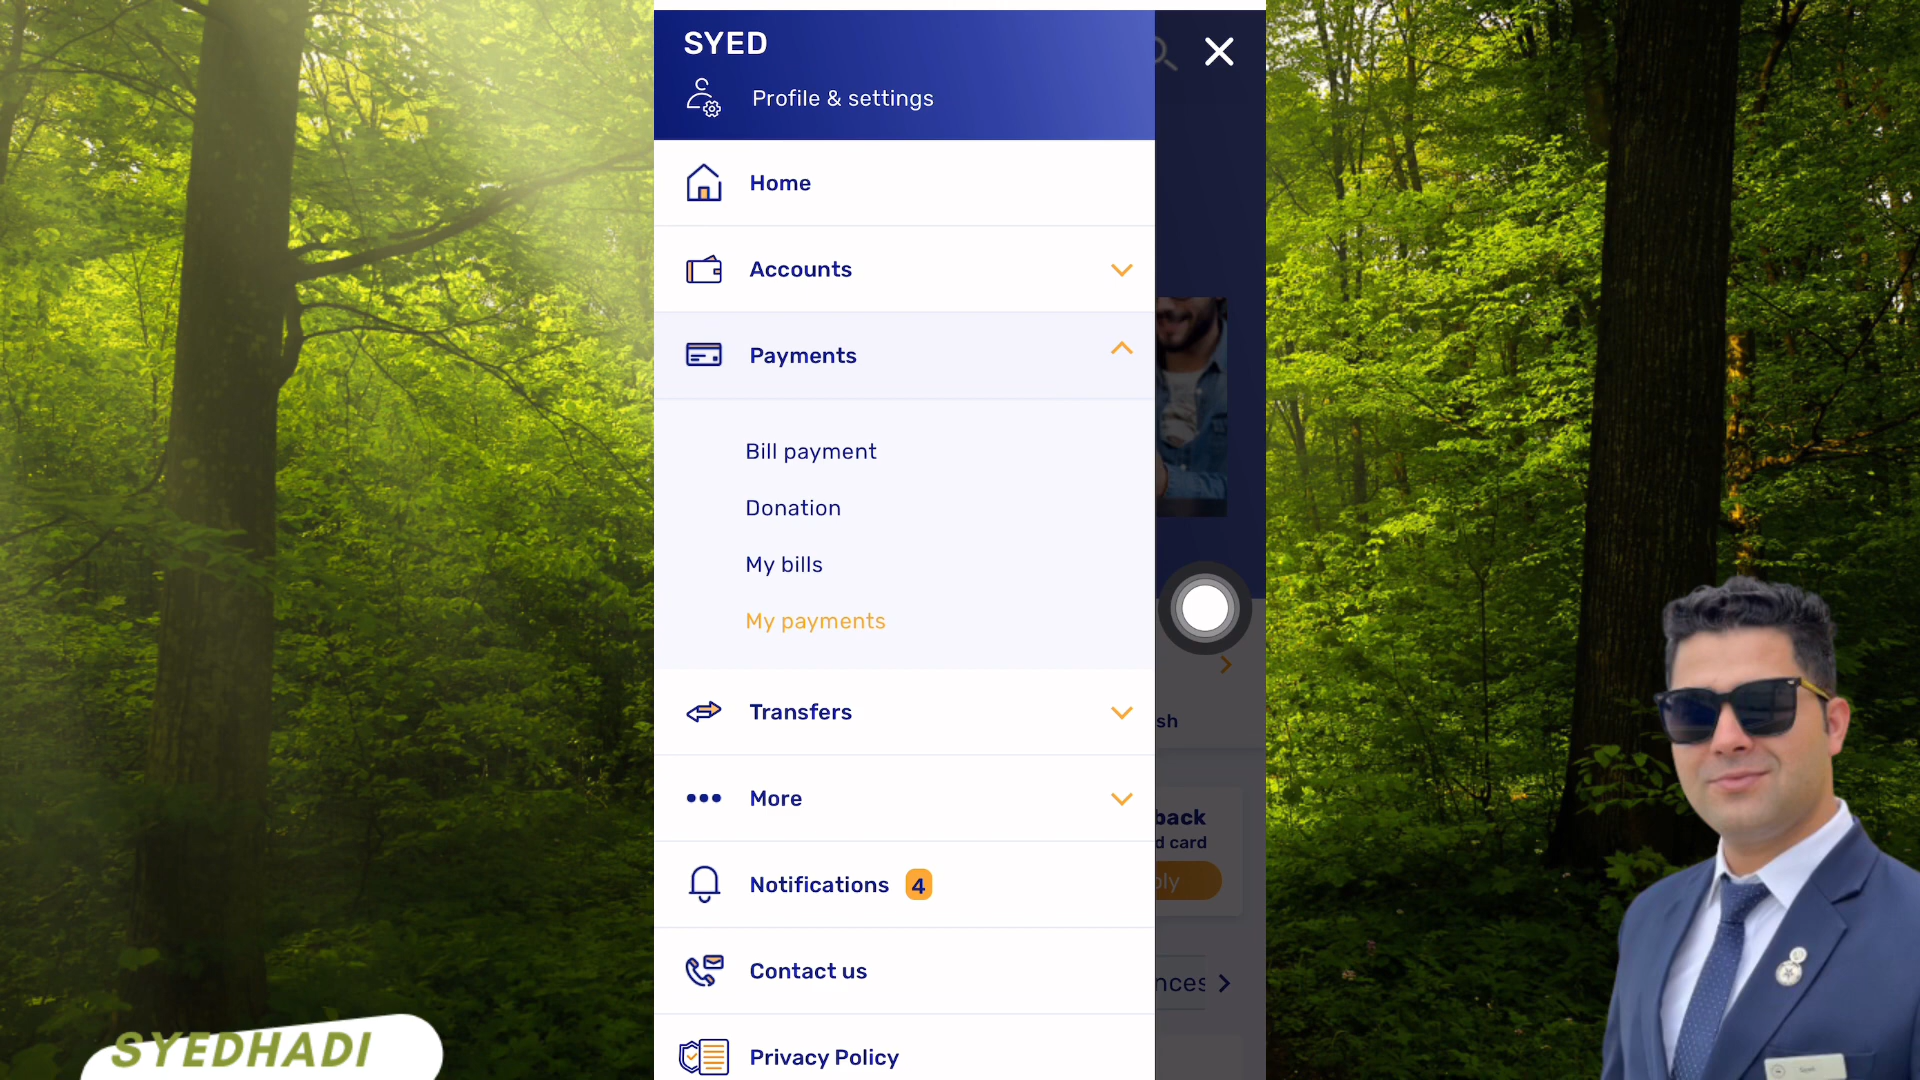 SYED
Profile & settings
Home
Accounts
Payments
Bill payment
Donation
My bills
My payments
Transfers
sh
More
back
d card
Notifications 4
Contact us
nces
Privacy Policy
SYEDHADI